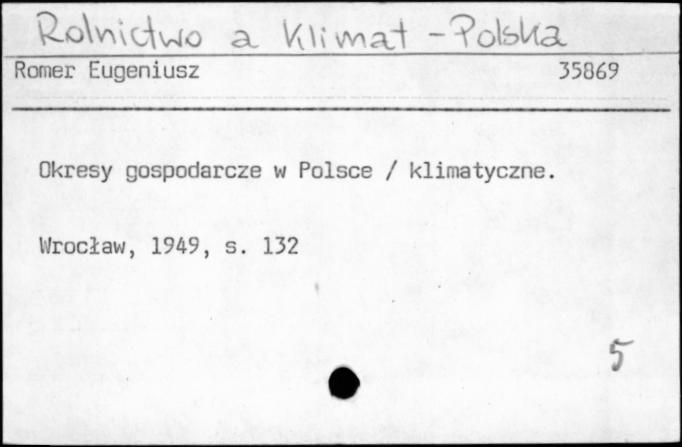 Rolnictwo a klimat - Polska
Romer Eugeniusz 35869
Okresy gospodarcze w Polsce / klimatyczne.
Wrocław, 1949, s. 132
5